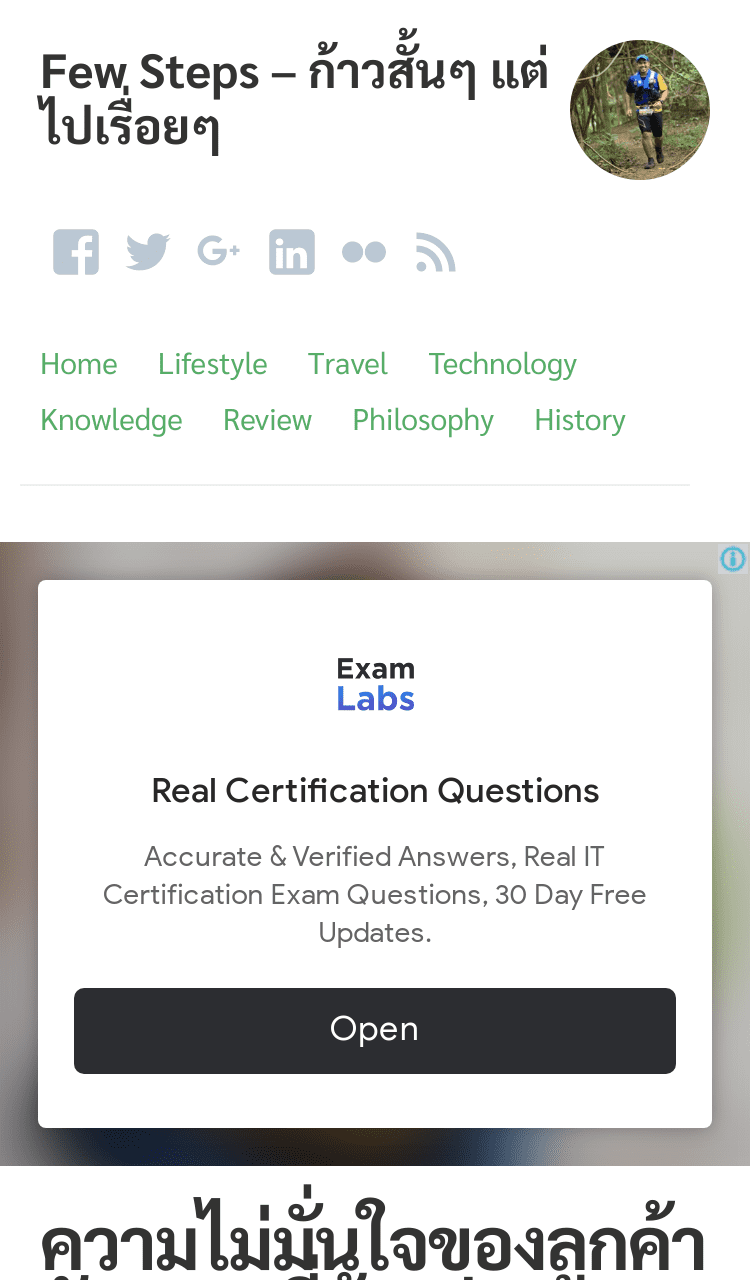 Few Steps – ก้าวสั้นๆ แต่
ไปเรื่อยๆ
Home Lifestyle Travel Technology
Knowledge Review Philosophy History
Exam
Labs
Real Certification Questions
Accurate & Verified Answers, Real IT
Certification Exam Questions, 30 Day Free
Updates.
Open
ความไม่มั่นใจของลูกค้า